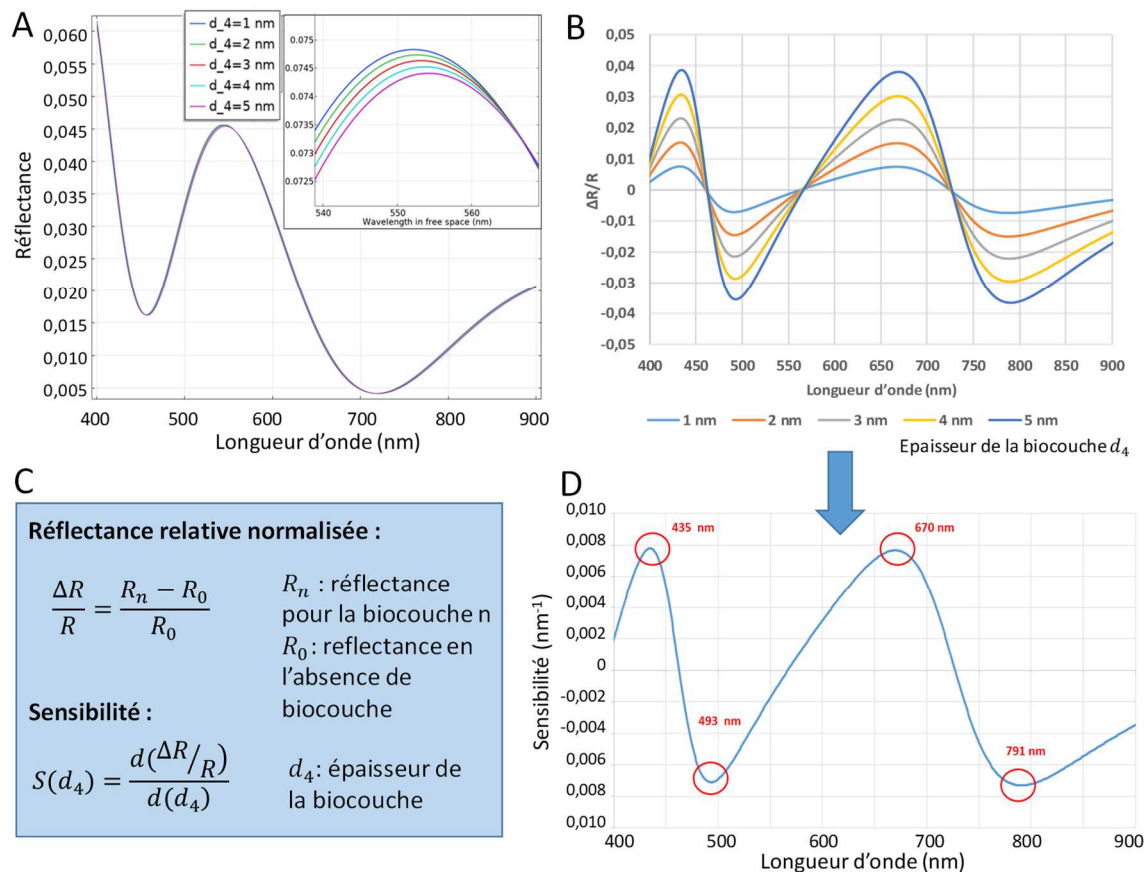 A
Réflectance
0,060
0,055
0,050
0,045
0,040
0,035
0,030
0,025
0,020
0,015
0,010
0,005
400 500 600 700 800 900
Longueur d'onde (nm)
d_4=1 nm
d_4=2 nm
d_4=3 nm
d_4=4 nm
d_4=5 nm
0.075
0.0745
0.074
0.0735
0.073
0.0725
540 550 560
Wavelength in free space (nm)
B
ΔR/R
0,05
0,04
0,03
0,02
0,01
0
-0,01
-0,02
-0,03
-0,04
-0,05
400 450 500 550 600 650 700 750 800 850 900
Longueur d'onde (nm)
1 nm 2 nm 3 nm 4 nm 5 nm
Epaisseur de la biocouche d₄
C
Réflectance relative normalisée :
ΔR/R = (Rₙ − R₀)/R₀
Rₙ : réflectance
pour la biocouche n
R₀ : reflectance en
l'absence de
biocouche
Sensibilité :
S(d₄) = d(ΔR/R)/d(d₄)
d₄: épaisseur de
la biocouche
D
Sensibilité (nm⁻¹)
0,010
0,008
0,006
0,004
0,002
0
-0,002
-0,004
0,006
0,008
0,010
435 nm
670 nm
493 nm
791 nm
400 500 600 700 800 900
Longueur d'onde (nm)